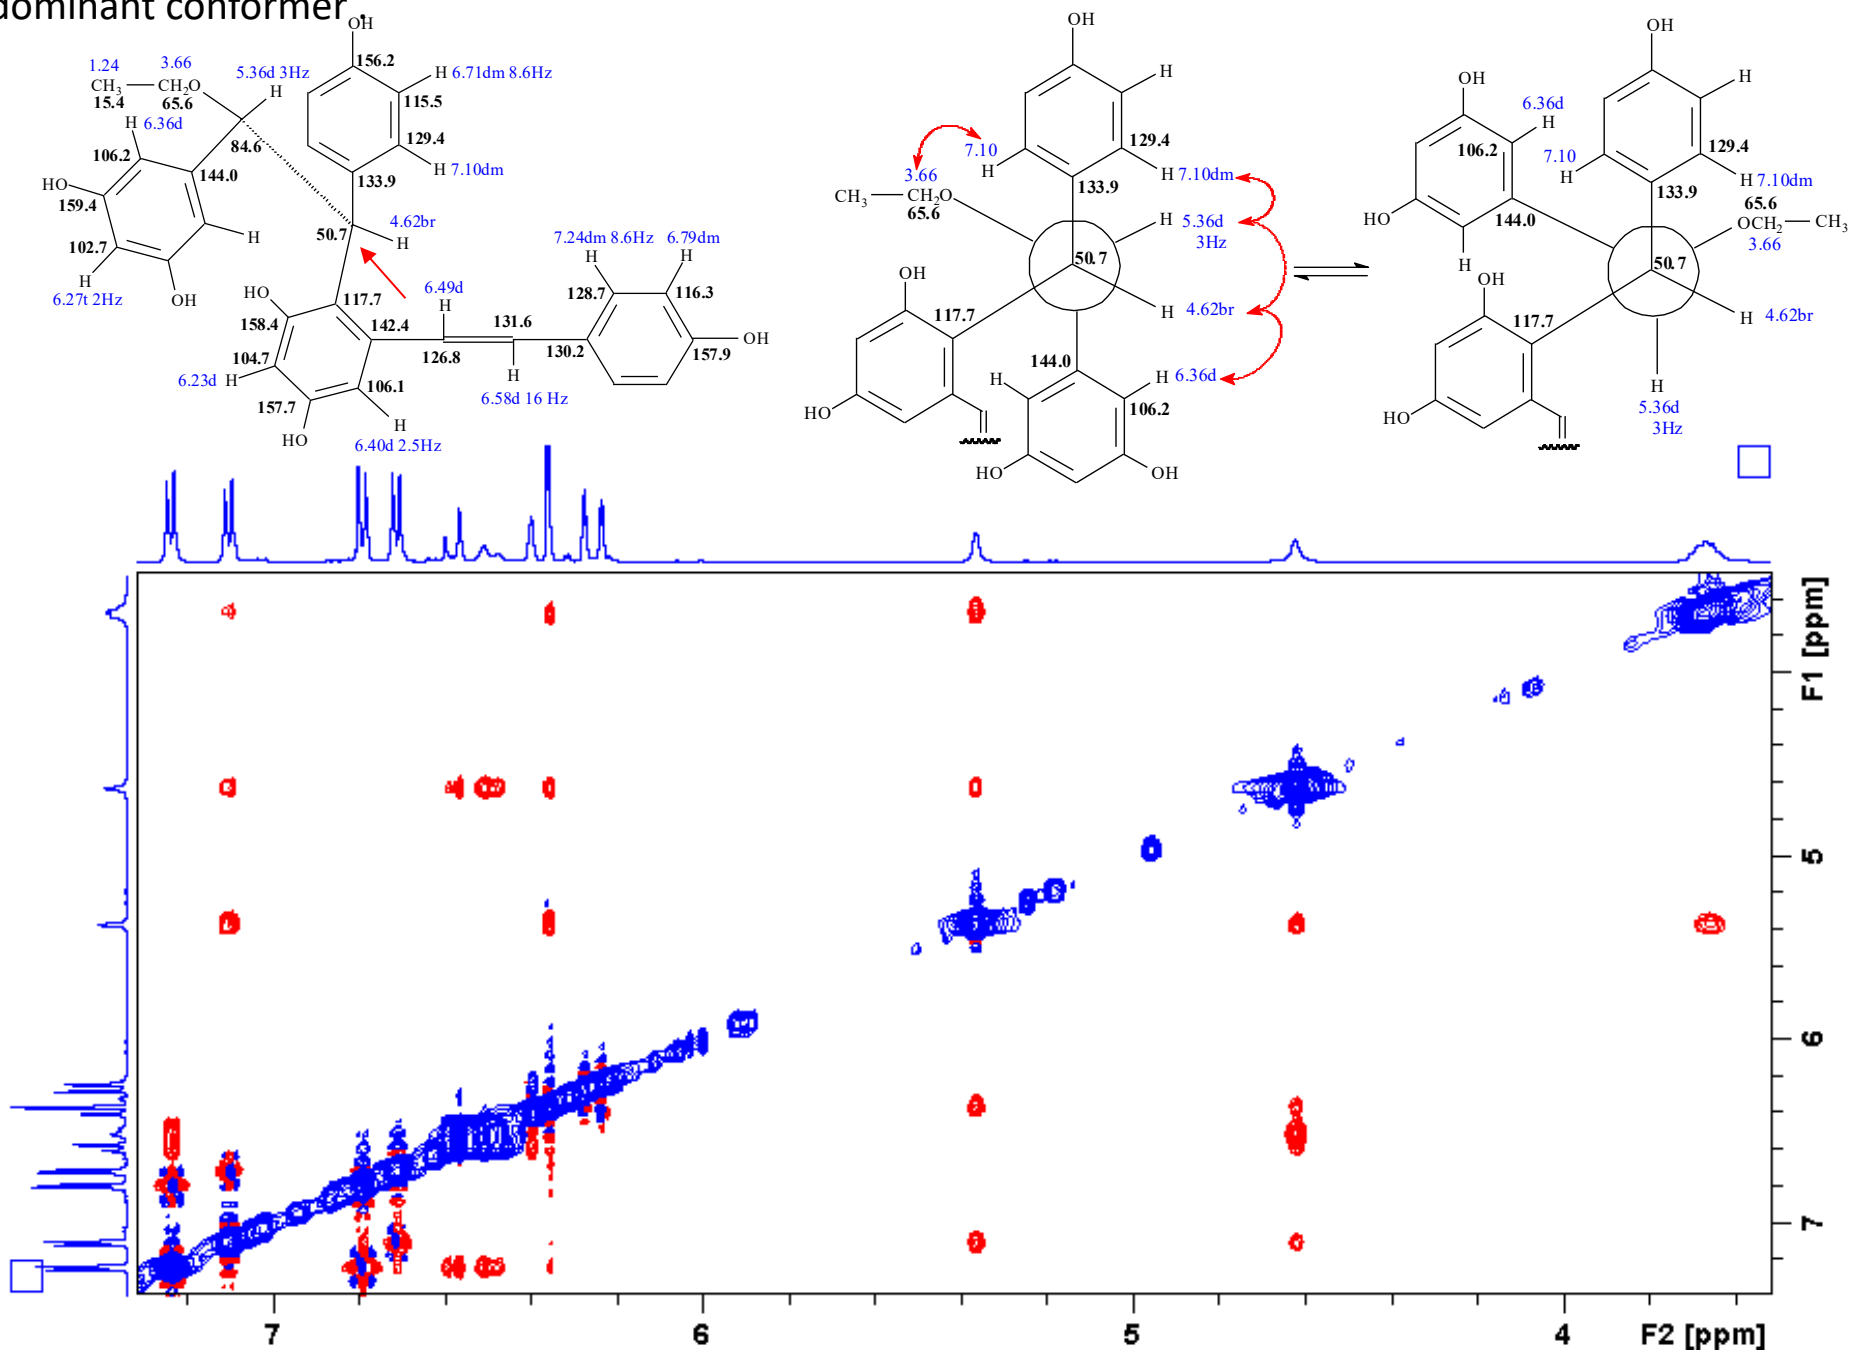 dominant conformer .
OH
156.2
H 6.71dm 8.6Hz
115.5
129.4
H 7.10dm
133.9
1.24
3.66
CH3
CH2O
15.4
65.6
5.36d 3Hz
H
H 6.36d
106.2
84.6
144.0
HO
159.4
102.7
H
H
6.27t 2Hz
OH
50.7
4.62br
H
HO
117.7
158.4
142.4
104.7
6.23d H
106.1
157.7
HO
H
6.40d 2.5Hz
6.49d
H
131.6
126.8
H
6.58d 16 Hz
130.2
7.24dm 8.6Hz
6.79dm
H
H
128.7
116.3
OH
157.9
OH
H
129.4
7.10
H
H 7.10dm
133.9
3.66
CH3
CH2O
65.6
H 5.36d
3Hz
50.7
OH
H 4.62br
117.7
144.0
H
H 6.36d
106.2
HO
HO
OH
OH
OH
6.36d
H
H
106.2
7.10
H
129.4
H 7.10dm
133.9
65.6
HO
144.0
OCH2
CH3
3.66
H
50.7
OH
117.7
H 4.62br
HO
H
5.36d
3Hz
F1 [ppm]
5
6
7
7
6
5
4
F2 [ppm]